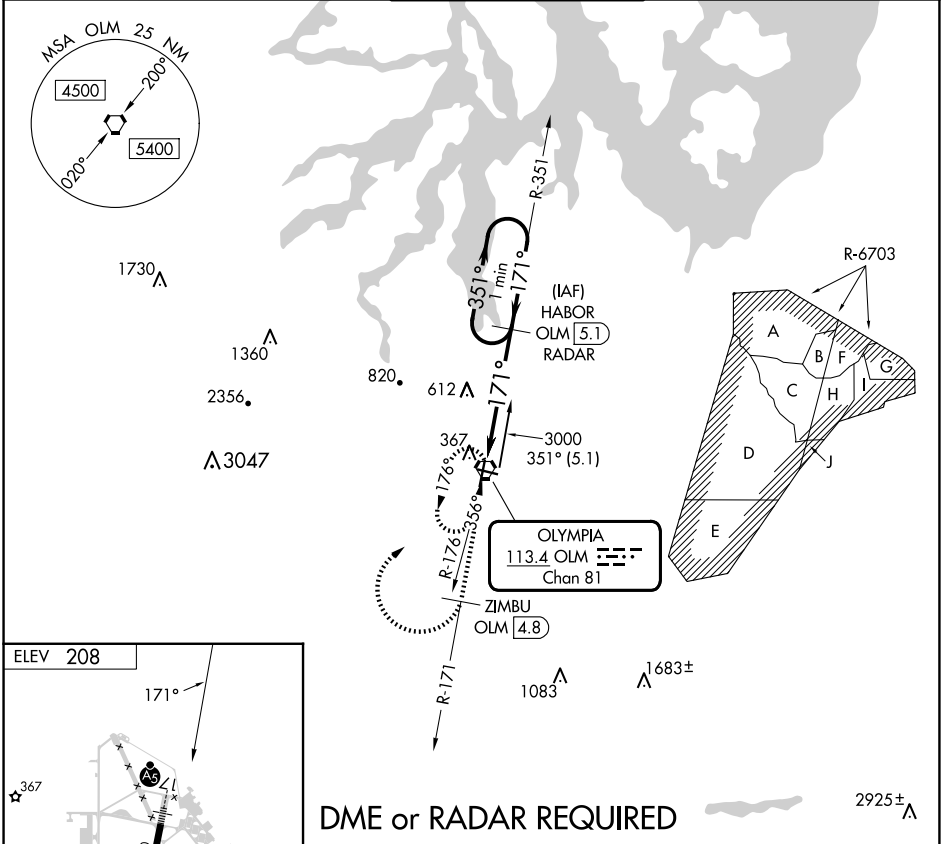 MSA OLM 25 NM
4500
200°
5400
020°
R-351
1730
351°
1 min
171°
(IAF)
HABOR
OLM 5.1
RADAR
R-6703
A
B
F
G
C
H
I
J
D
E
1360
2356
3047
820
612
171°
367
3000
351° (5.1)
176°
356°
R-176
OLYMPIA
113.4 OLM
Chan 81
ZIMBU
OLM 4.8
R-171
1083
1683±
2925±
ELEV 208
171°
A5
17
367
DME or RADAR REQUIRED